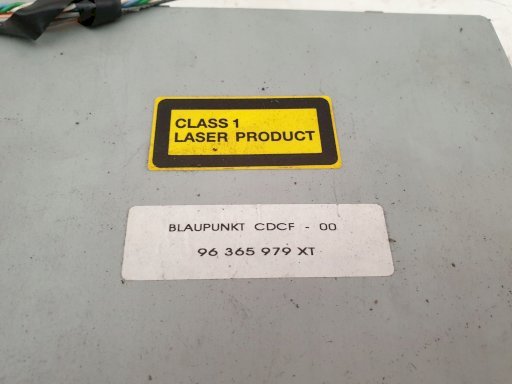 CLASS 1
LASER PRODUCT
BLAUPUNKT CDCF - 00
96 365 979 XT